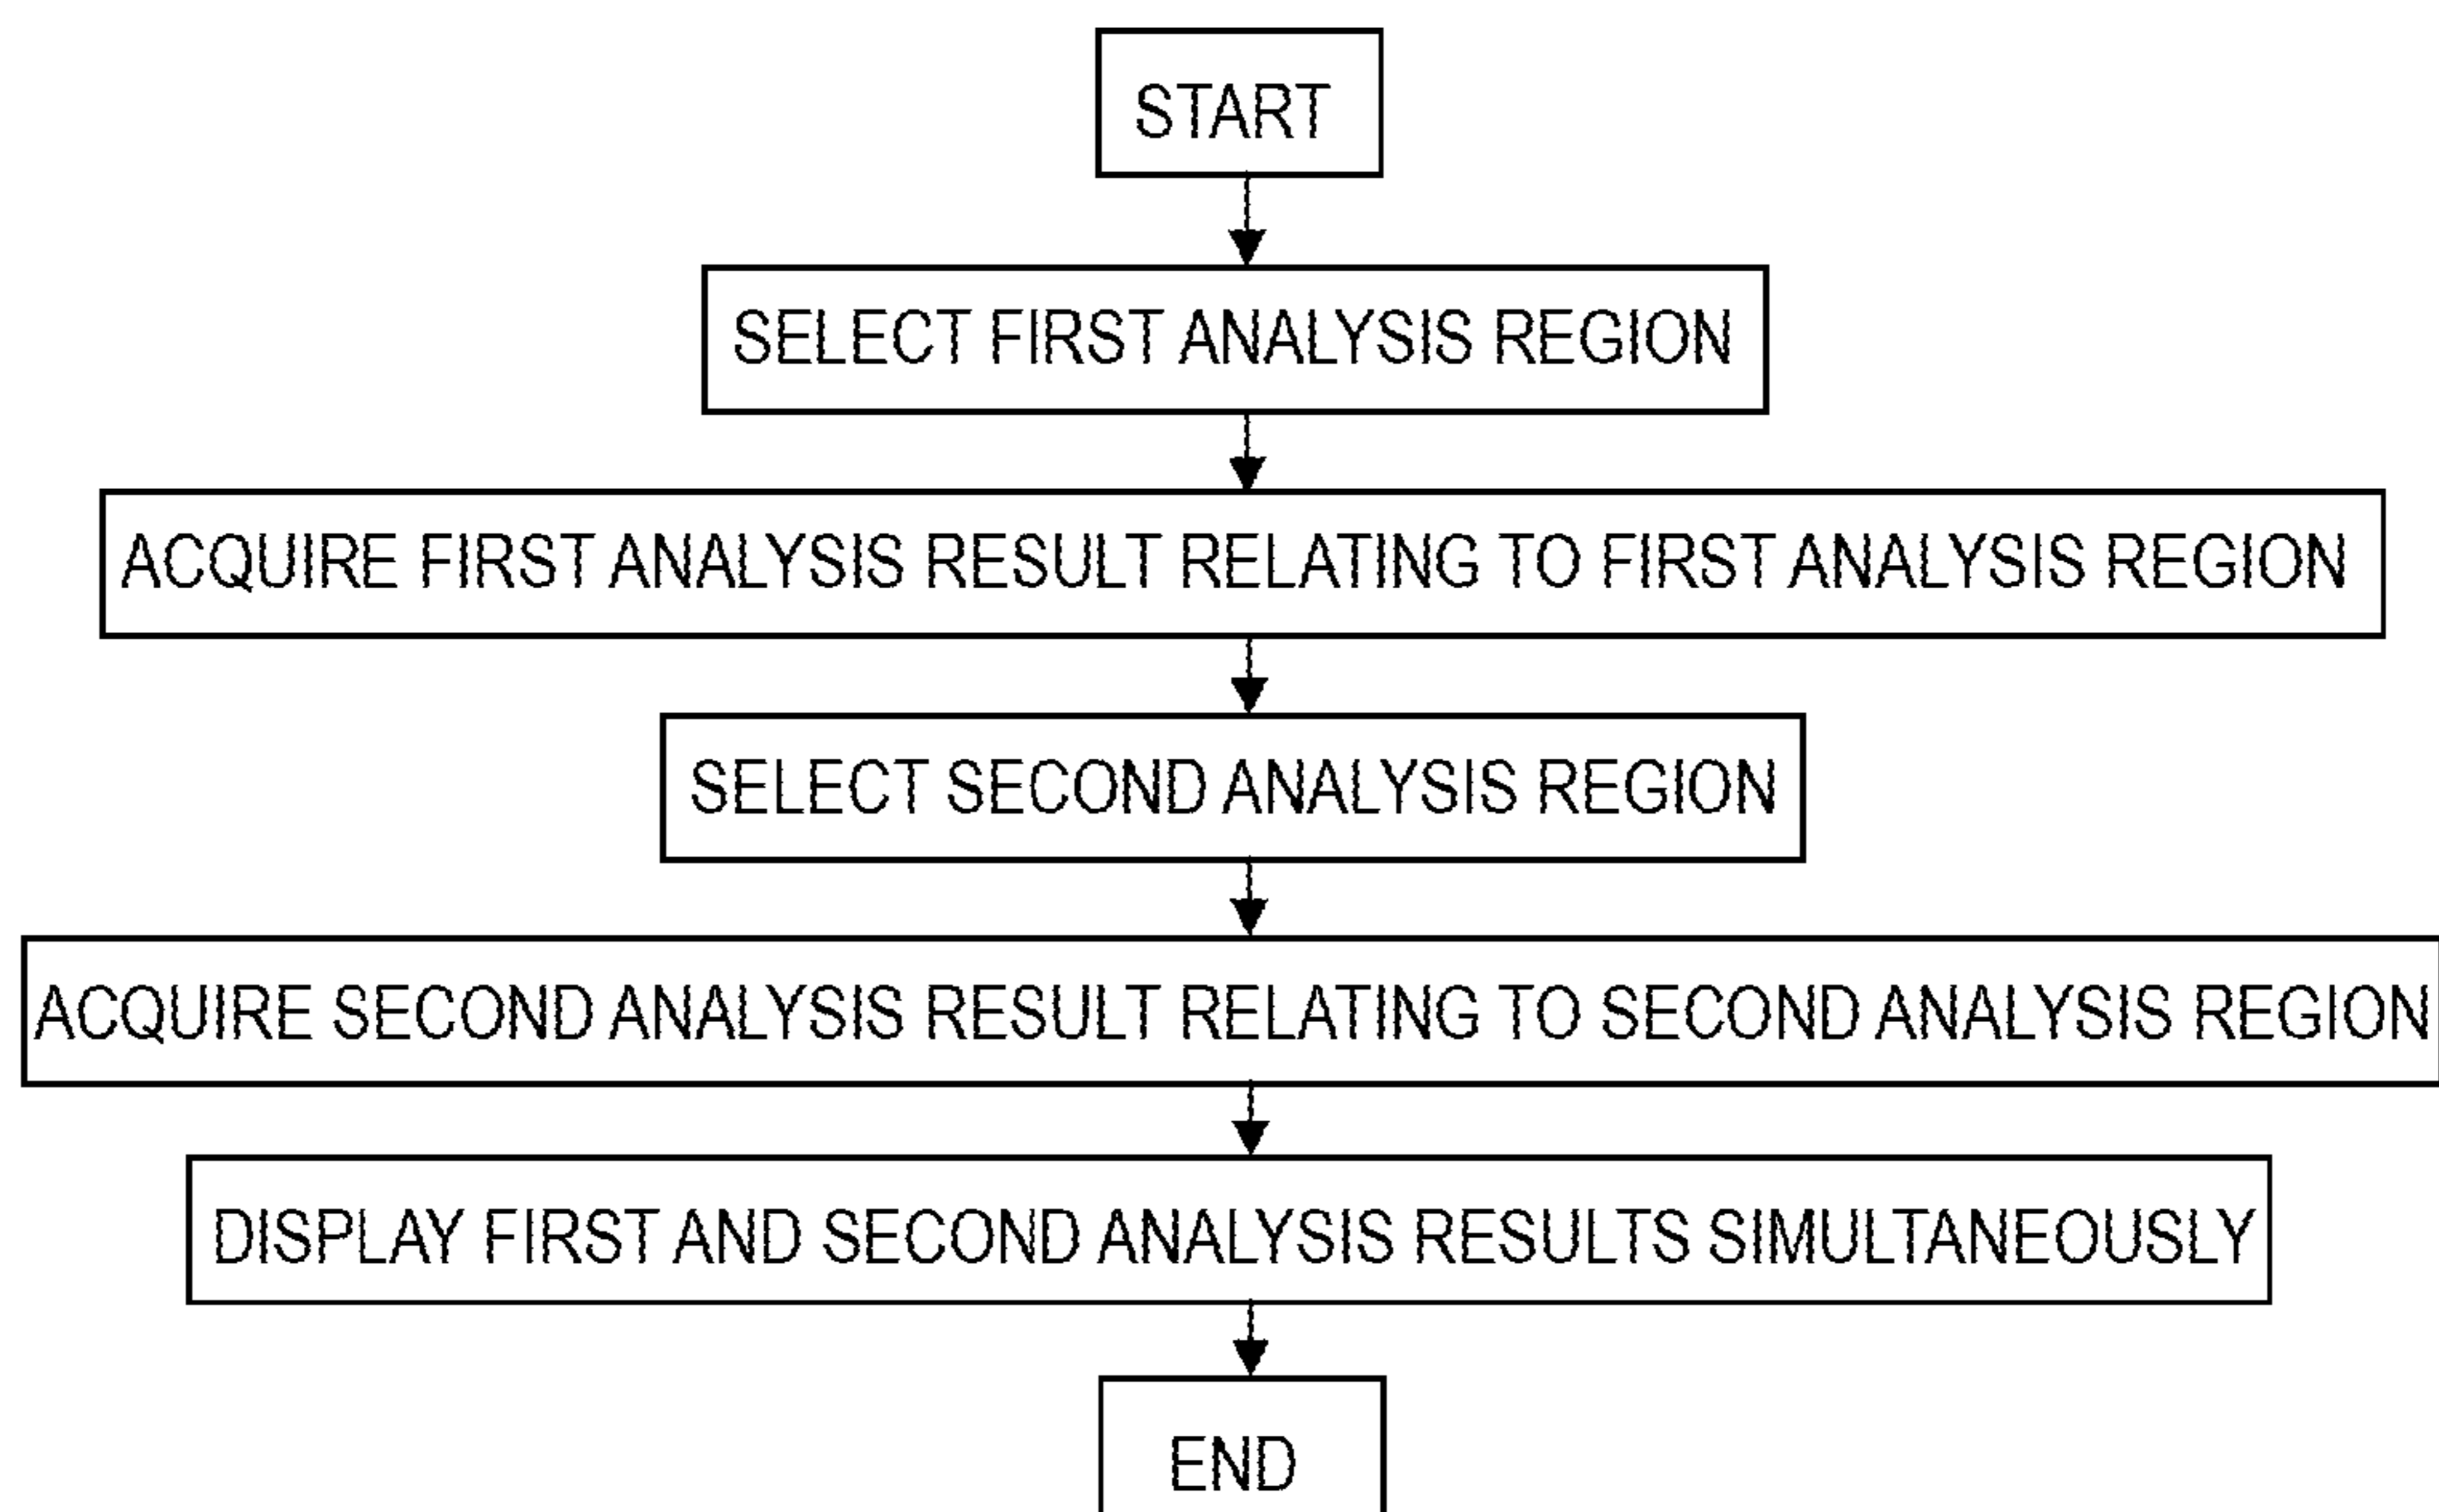 START
SELECT FIRST ANALYSIS REGION
ACQUIRE FIRST ANALYSIS RESULT RELATING TO FIRST ANALYSIS REGION
SELECT SECOND ANALYSIS REGION
ACQUIRE SECOND ANALYSIS RESULT RELATING TO SECOND ANALYSIS REGION
DISPLAY FIRST AND SECOND ANALYSIS RESULTS SIMULTANEOUSLY
END